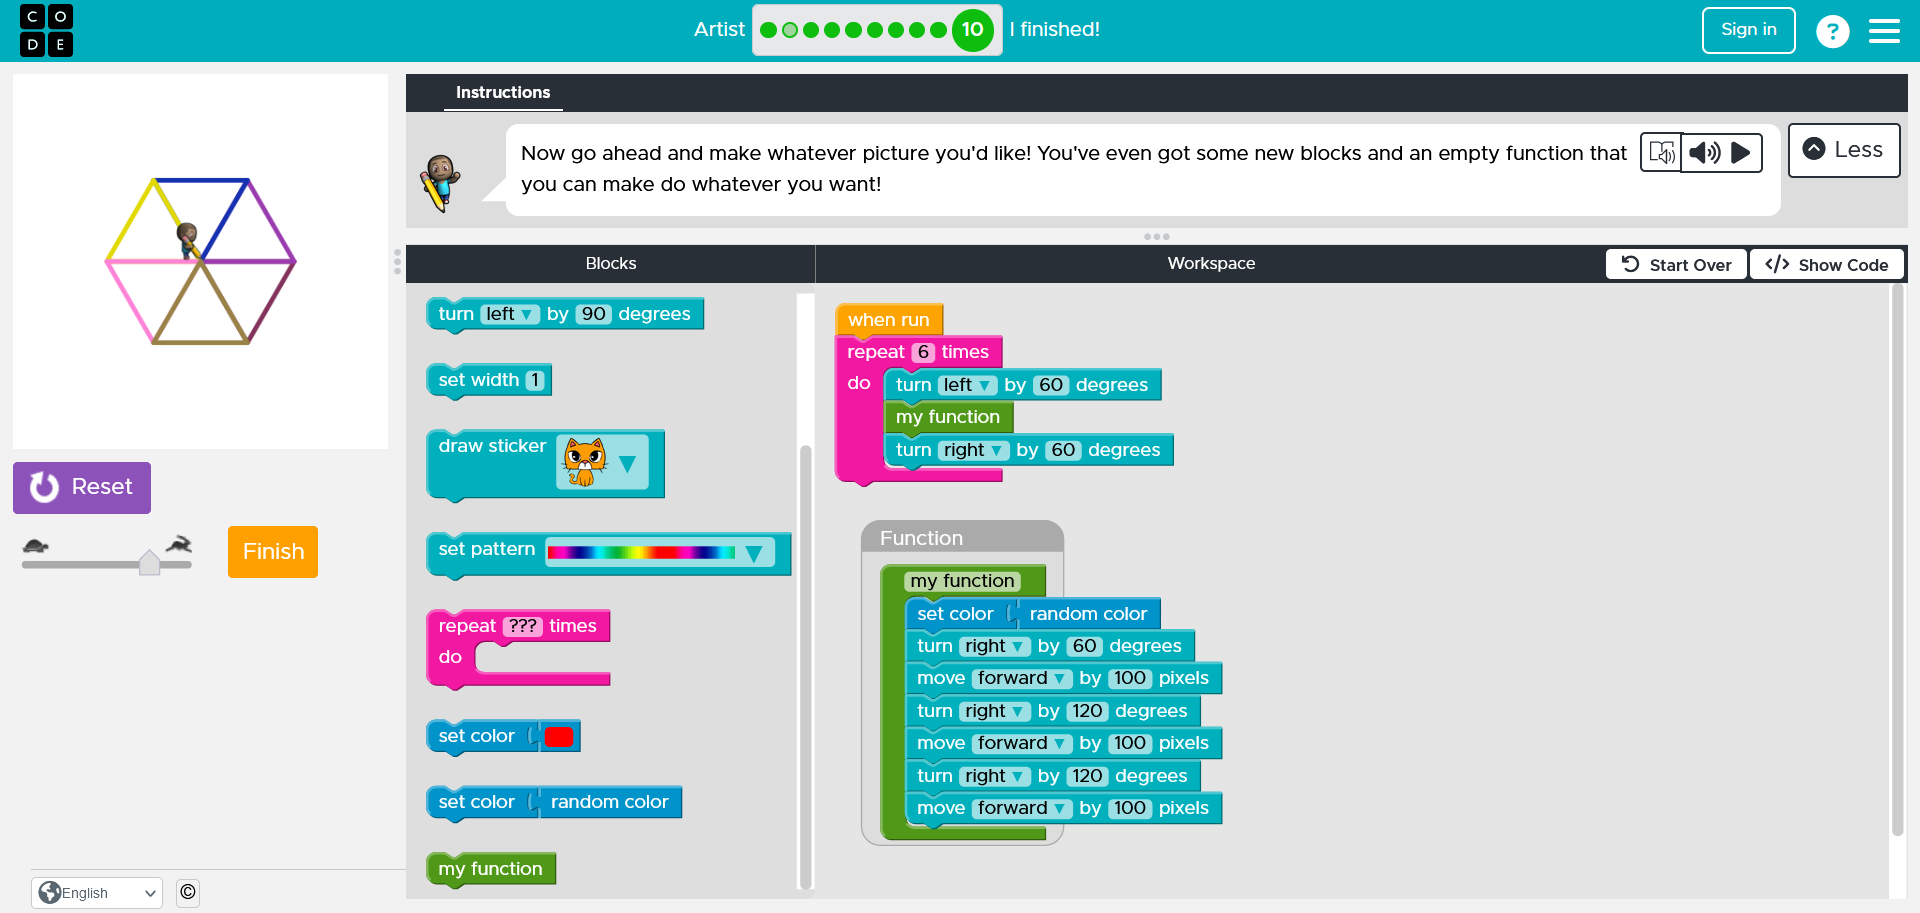 CO
DE
Artist
10
I finished!
Sign in
?
Instructions
Now go ahead and make whatever picture you'd like! You've even got some new blocks and an empty function that
you can make do whatever you want!
Less
Blocks
Workspace
Start Over
</> Show Code
Reset
Finish
turn left ▼ by 90 degrees
set width 1
draw sticker ▼
set pattern ▼
repeat ??? times
do
set color
set color random color
my function
when run
repeat 6 times
do turn left ▼ by 60 degrees
my function
turn right ▼ by 60 degrees
Function
my function
set color random color
turn right ▼ by 60 degrees
move forward ▼ by 100 pixels
turn right ▼ by 120 degrees
move forward ▼ by 100 pixels
turn right ▼ by 120 degrees
move forward ▼ by 100 pixels
English
©